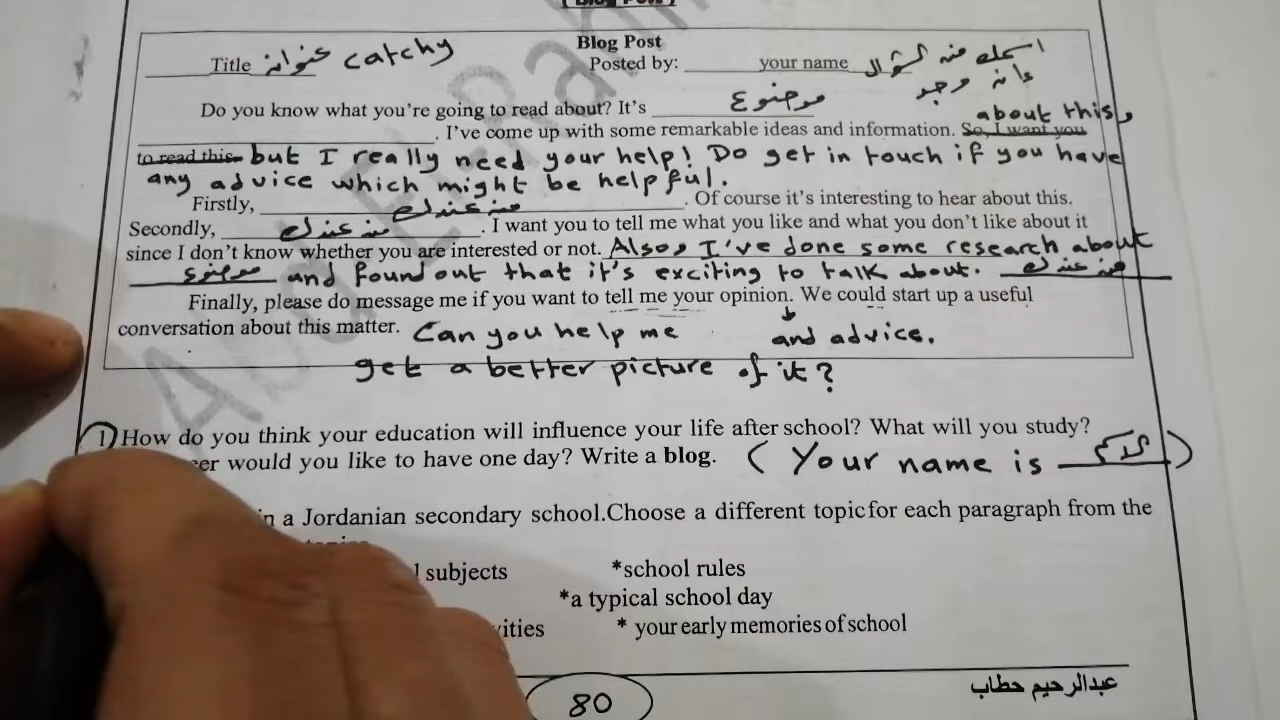 ( Blog Post )
Blog Post
Title عنوانه catchy
Posted by: your name اسمك من السؤال
وانه وجد
Do you know what you're going to read about? It's موضوع about this,
. I've come up with some remarkable ideas and information. So, I want you
to read this. but I really need your help! Do get in touch if you have
any advice which might be helpful.
Firstly, من عندك . Of course it's interesting to hear about this.
Secondly, من عندك . I want you to tell me what you like and what you don't like about it
since I don't know whether you are interested or not. Also, I've done some research about
موضوع and found out that it's exciting to talk about. من عندك
Finally, please do message me if you want to tell me your opinion. We could start up a useful
conversation about this matter. Can you help me and advice.
get a better picture of it?
1) How do you think your education will influence your life after school? What will you study?
er would you like to have one day? Write a blog. ( Your name is )
in a Jordanian secondary school.Choose a different topic for each paragraph from the
subjects *school rules
*a typical school day
vities * your early memories of school
80
عبدالرحيم حطاب